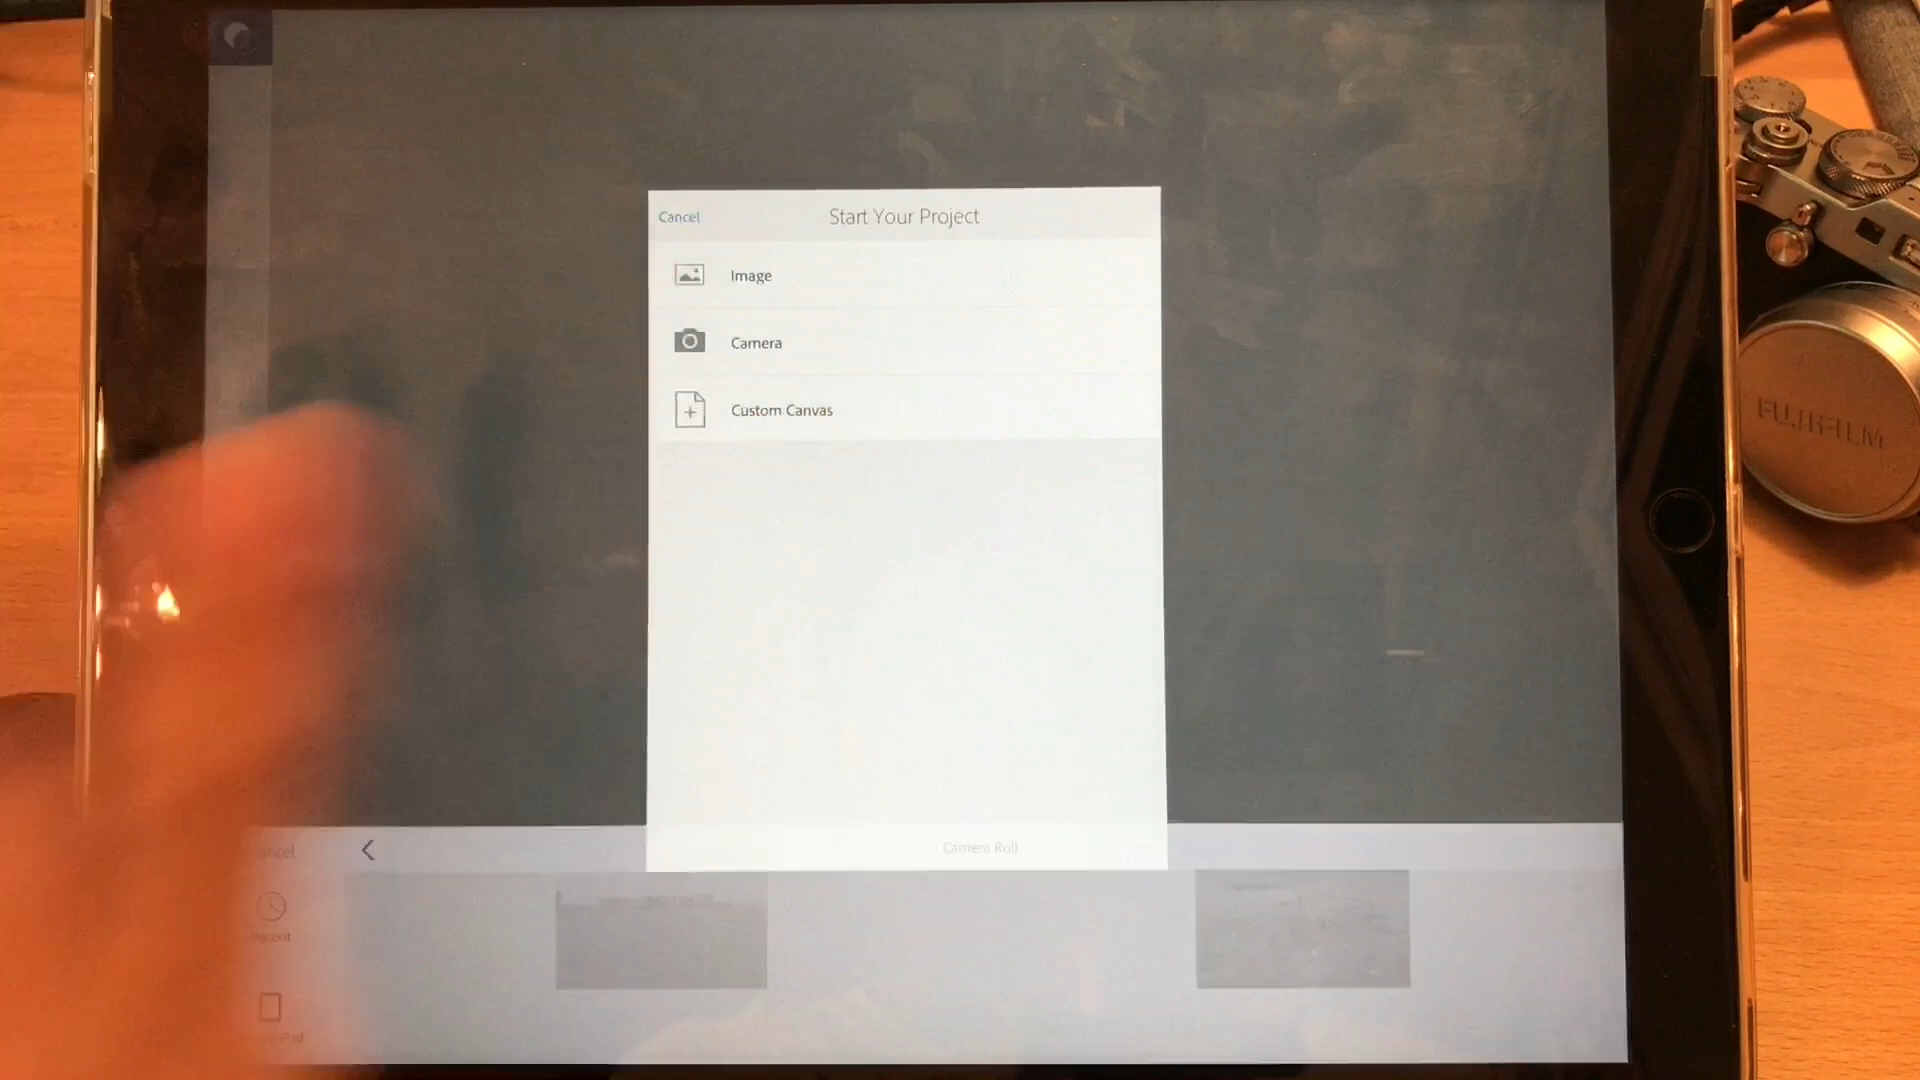 Cancel
Start Your Project
Image
Camera
Custom Canvas
Camera Roll
FUJIFILM